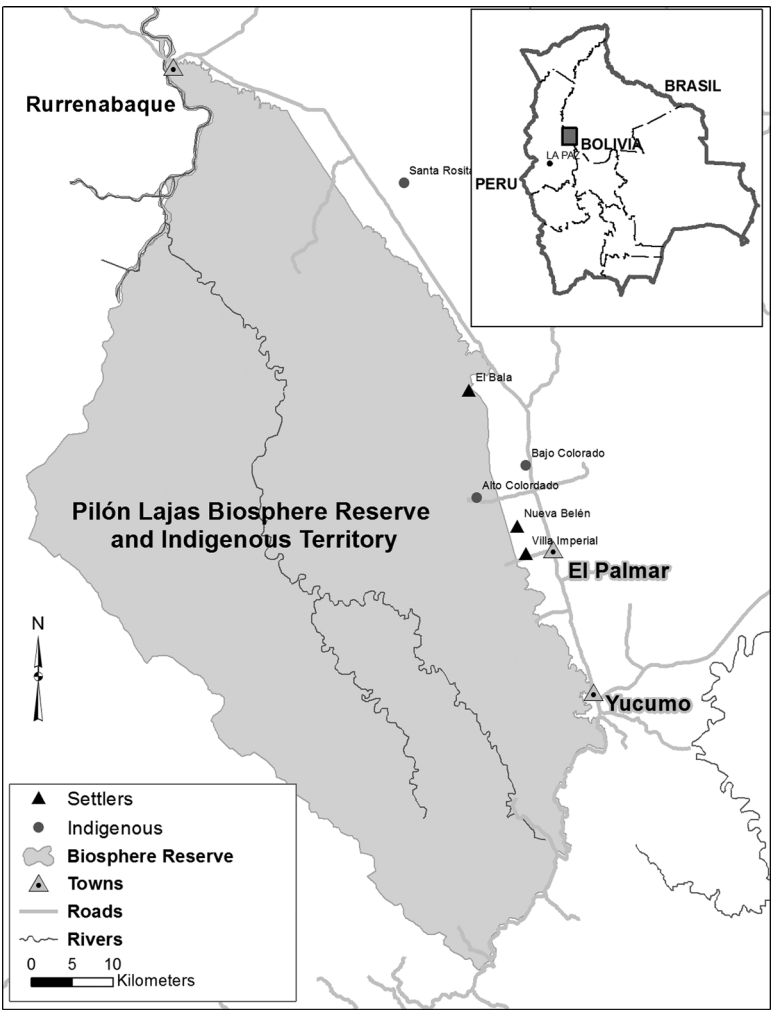 Rurrenabaque
Santa Rosita
BRASIL
BOLIVIA
LA PAZ
PERU
El Bala
Bajo Colorado
Alto Colordado
Nueva Belén
Villa Imperial
El Palmar
Pilón Lajas Biosphere Reserve
and Indigenous Territory
N
Yucumo
Settlers
Indigenous
Biosphere Reserve
Towns
Roads
Rivers
0 5 10
Kilometers